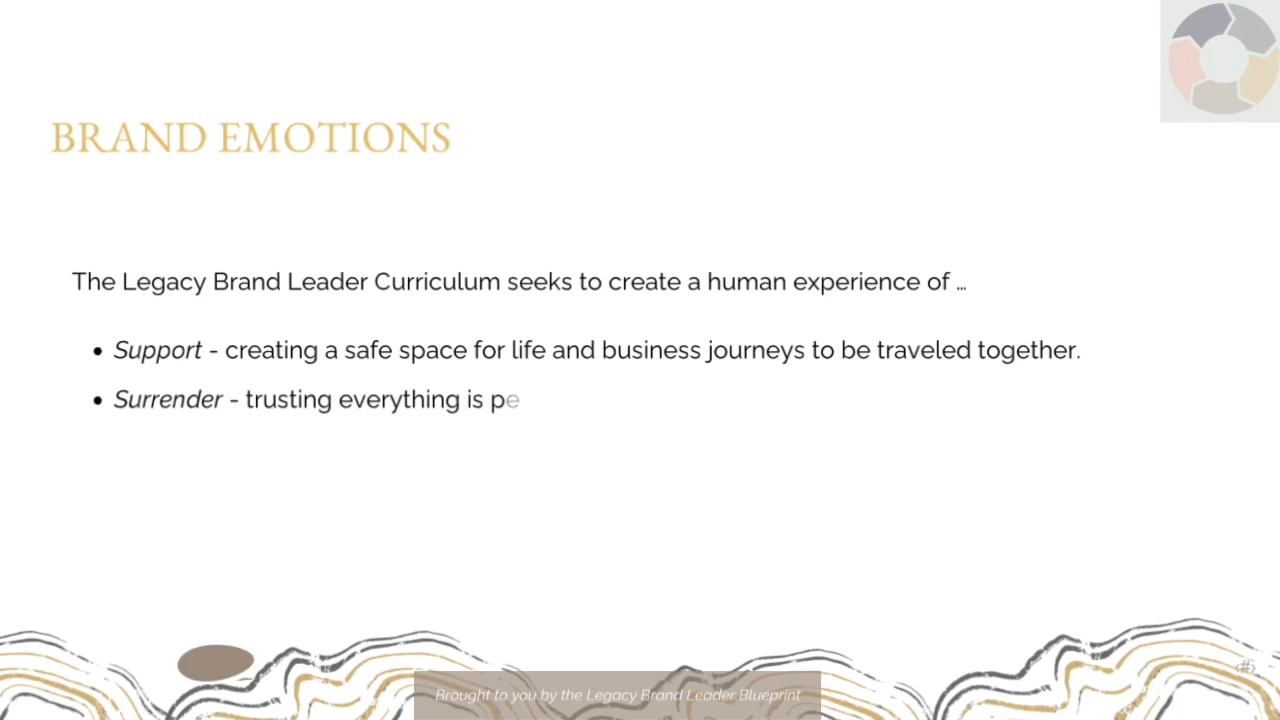 BRAND EMOTIONS
The Legacy Brand Leader Curriculum seeks to create a human experience of …
• Support - creating a safe space for life and business journeys to be traveled together.
• Surrender - trusting everything is pe
Brought to you by the Legacy Brand Leader Blueprint